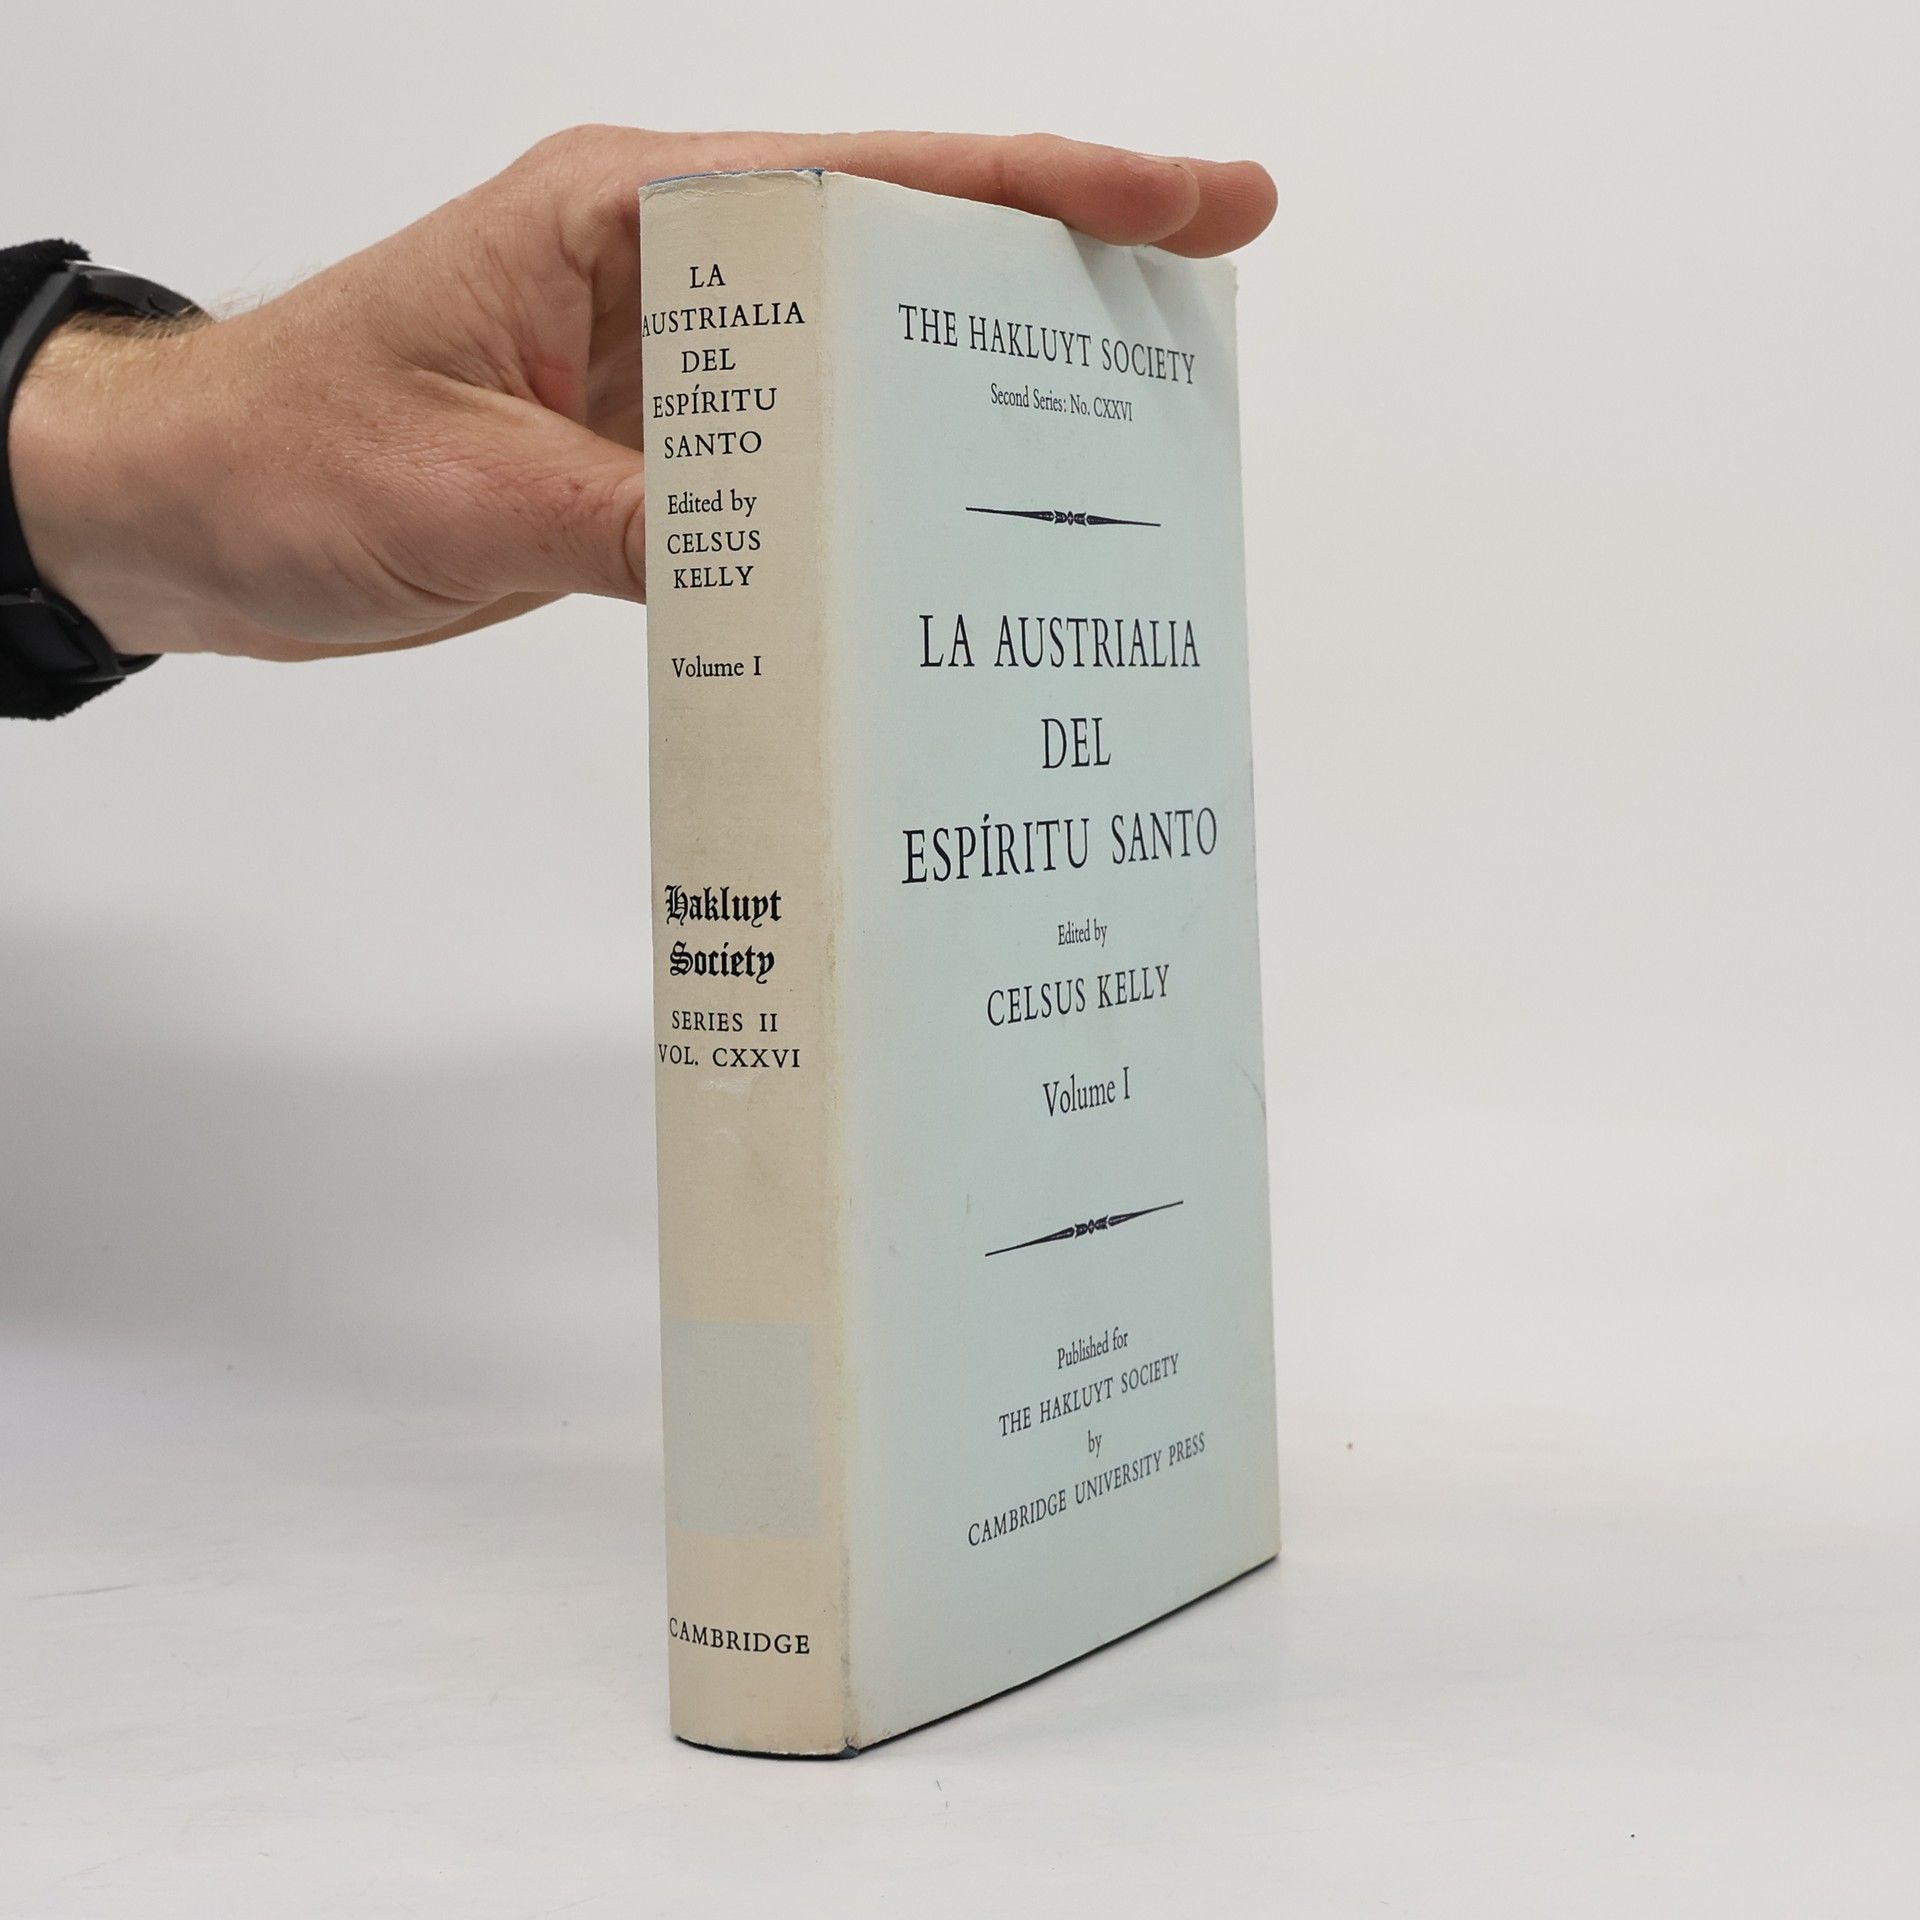 LA
AUSTRIALIA
DEL
ESPÍRITU
SANTO
Edited by
CELSUS
KELLY
Volume I
Hakluyt
Society
SERIES II
VOL. CXXVI
CAMBRIDGE
THE HAKLUYT SOCIETY
Second Series: No. CXXVI
LA AUSTRIALIA
DEL
ESPÍRITU SANTO
Edited by
CELSUS KELLY
Volume I
Published for
THE HAKLUYT SOCIETY
by
CAMBRIDGE UNIVERSITY PRESS